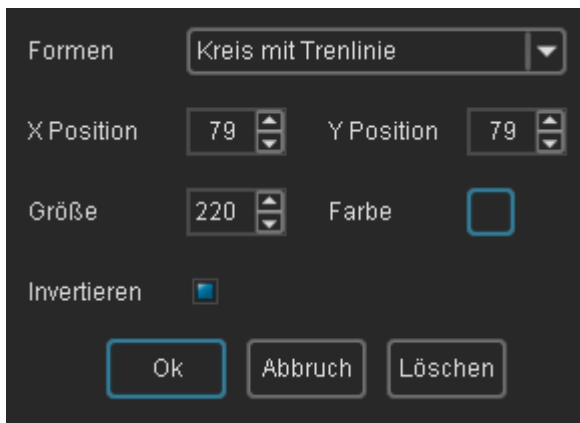 Formen Kreis mit Trenlinie
X Position 79 Y Position 79
Größe 220 Farbe
Invertieren
Ok Abbruch Löschen